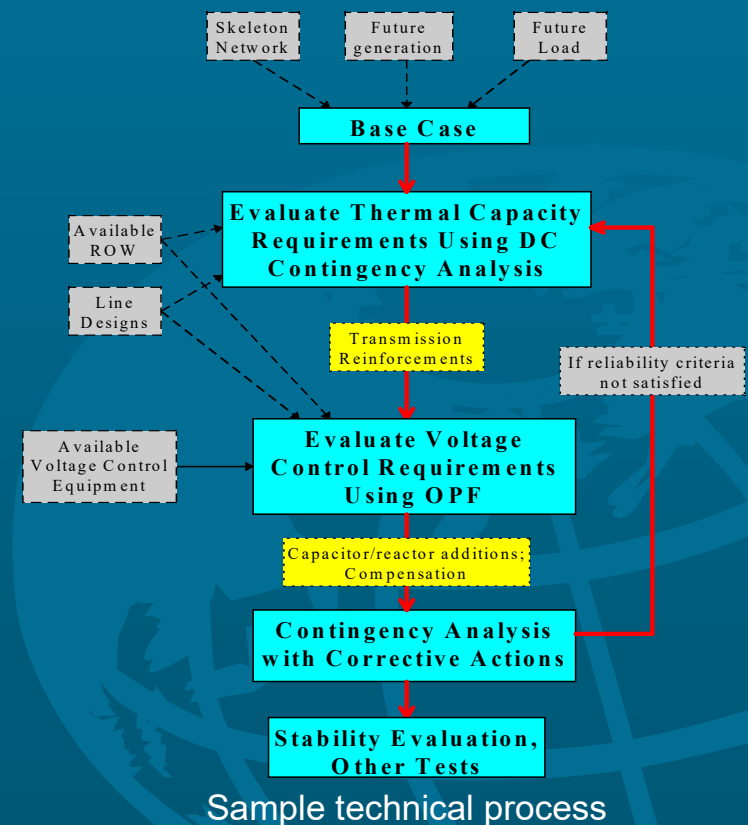 Skeleton
Network
Future
generation
Future
Load
Base Case
Evaluate Thermal Capacity
Requirements Using DC
Contingency Analysis
Available
ROW
Line
Designs
Transmission
Reinforcements
If reliability criteria
not satisfied
Evaluate Voltage
Control Requirements
Using OPF
Available
Voltage Control
Equipment
Capacitor/reactor additions;
Compensation
Contingency Analysis
with Corrective Actions
Stability Evaluation,
Other Tests
Sample technical process